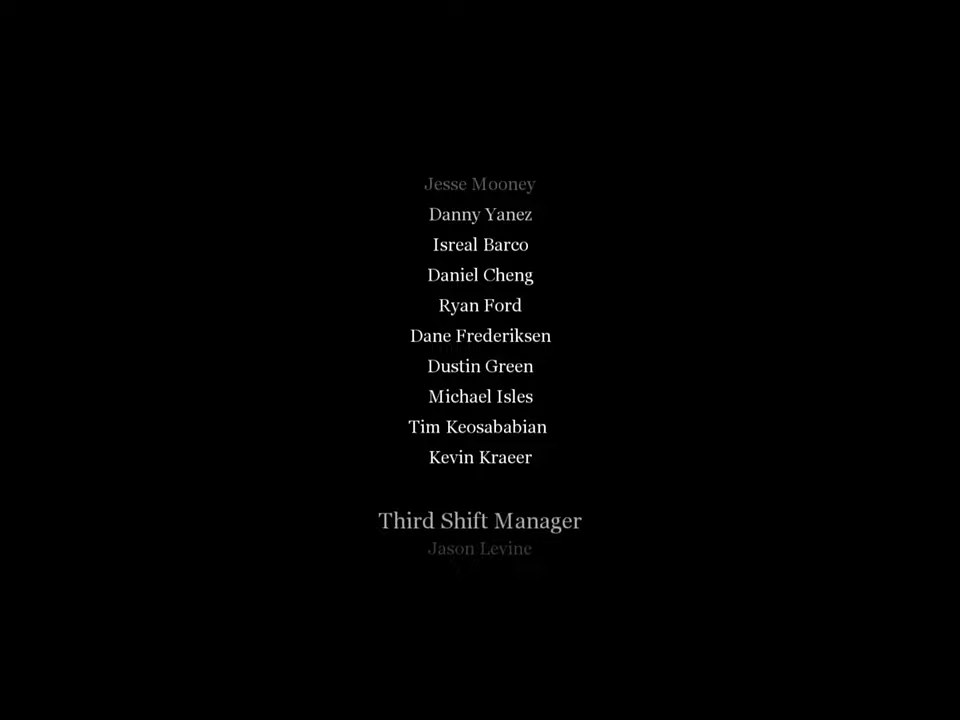 Jesse Mooney
Danny Yanez
Isreal Barco
Daniel Cheng
Ryan Ford
Dane Frederiksen
Dustin Green
Michael Isles
Tim Keosababian
Kevin Kraeer
Third Shift Manager
Jason Levine